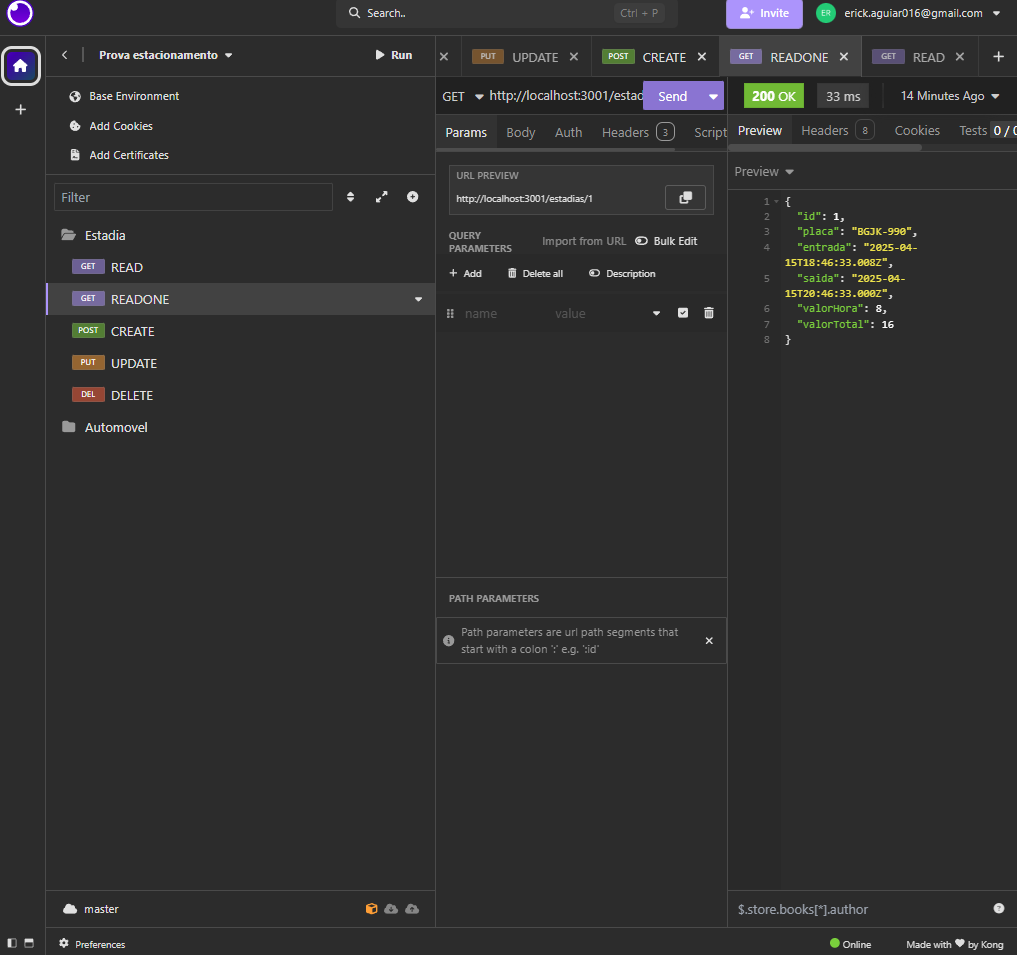 Search..
Ctrl + P
Invite
ER
erick.aguiar016@gmail.com
Prova estacionamento
Run
Base Environment
Add Cookies
Add Certificates
Filter
Estadia
GET READ
GET READONE
POST CREATE
PUT UPDATE
DEL DELETE
Automovel
master
Preferences
PUT UPDATE
POST CREATE
GET READONE
GET READ
GET http://localhost:3001/estad
Send
Params
Body
Auth
Headers 3
Script
URL PREVIEW
http://localhost:3001/estadias/1
QUERY
PARAMETERS
Import from URL
Bulk Edit
Add
Delete all
Description
name
value
PATH PARAMETERS
Path parameters are url path segments that
start with a colon ':' e.g. ':id'
200 OK
33 ms
14 Minutes Ago
Preview
Headers 8
Cookies
Tests 0 / 0
Preview
1 {
2 "id": 1,
3 "placa": "BGJK-990",
4 "entrada": "2025-04-
15T18:46:33.008Z",
5 "saida": "2025-04-
15T20:46:33.000Z",
6 "valorHora": 8,
7 "valorTotal": 16
8 }
$.store.books[*].author
Online
Made with ❤ by Kong